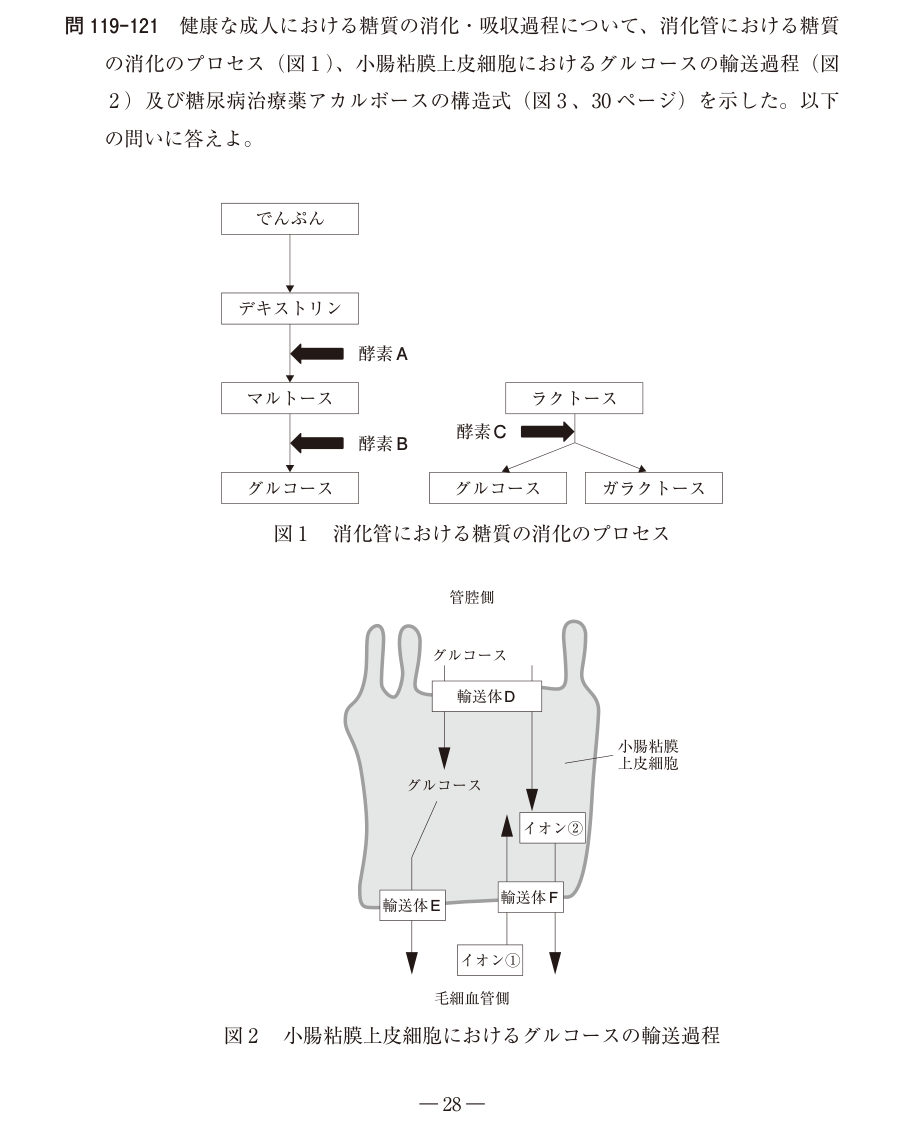 問 119−121　健康な成人における糖質の消化・吸収過程について、消化管における糖質
の消化のプロセス（図１）、小腸粘膜上皮細胞におけるグルコースの輸送過程（図
２）及び糖尿病治療薬アカルボースの構造式（図３、30 ページ）を示した。以下
の問いに答えよ。
でんぷん
デキストリン
酵素 A
マルトース
ラクトース
酵素 B
酵素 C
グルコース
グルコース
ガラクトース
図１　消化管における糖質の消化のプロセス
管腔側
グルコース
輸送体 D
小腸粘膜
上皮細胞
グルコース
イオン②
輸送体 E
輸送体 F
イオン①
毛細血管側
図２　小腸粘膜上皮細胞におけるグルコースの輸送過程
― 28 ―